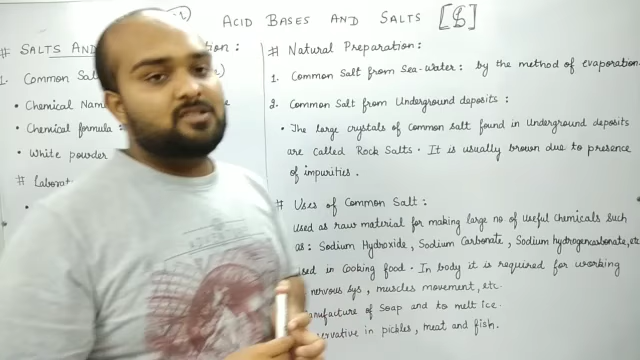 ACID BASES AND SALTS [8]
# SALTS AND
# Natural Preparation :
1. Common Salt from Sea-Water : by the method of evaporation.
2. Common Salt from Underground deposits :
• The large crystals of common salt found in Underground deposits
are called Rock Salts. It is usually brown due to presence
of impurities.
# Uses of Common Salt :
used as raw material for making large no of useful chemicals such
as : Sodium Hydroxide, Sodium Carbonate, Sodium hydrogencarbonate, etc
used in Cooking food. In body it is required for working
nervous sys, muscles movement, etc.
of Soap and to melt ice.
in pickles, meat and fish.
1. Common
• Chemical
• Chemical formula =
• White powder
#